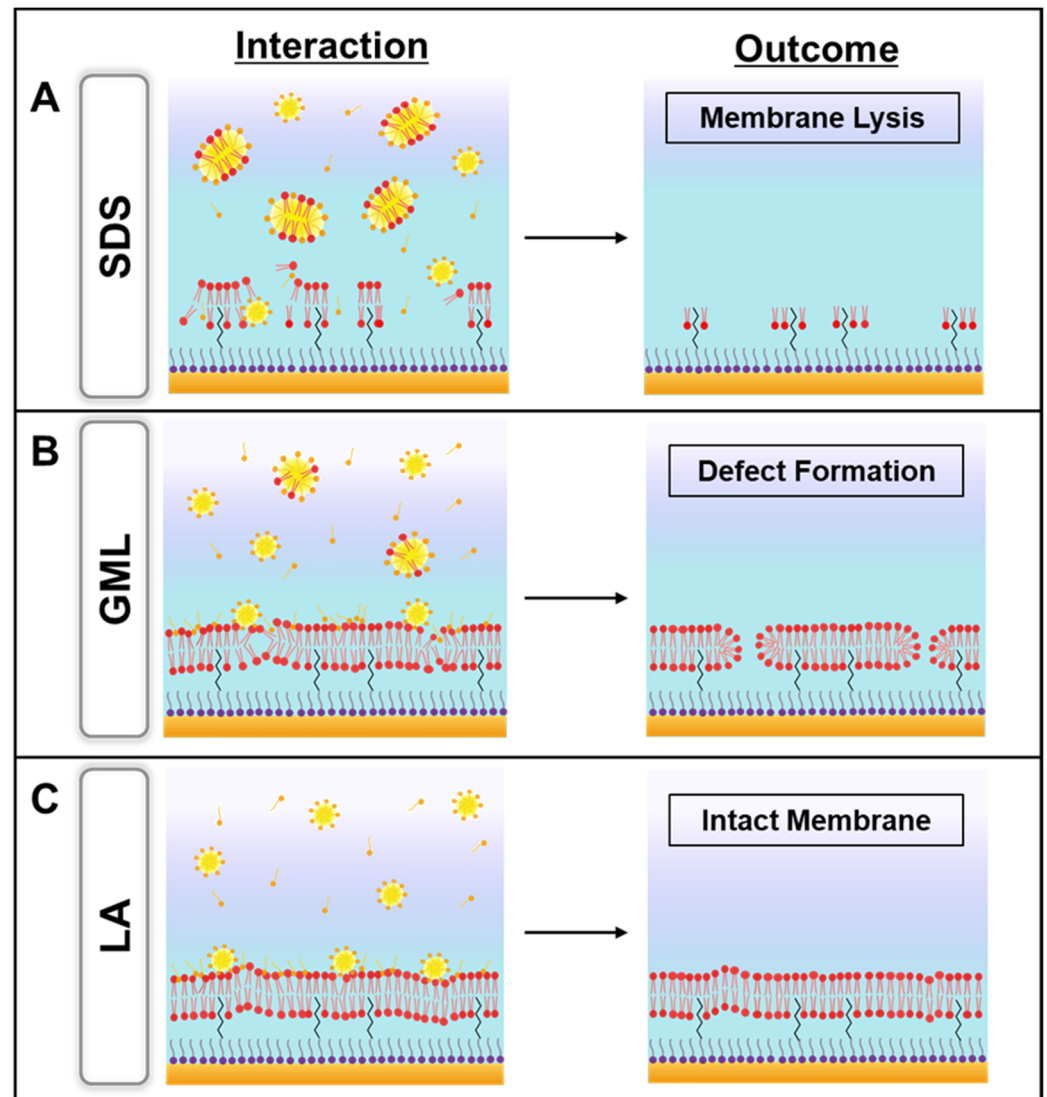 Interaction
Outcome
A
SDS
Membrane Lysis
B
GML
Defect Formation
C
LA
Intact Membrane